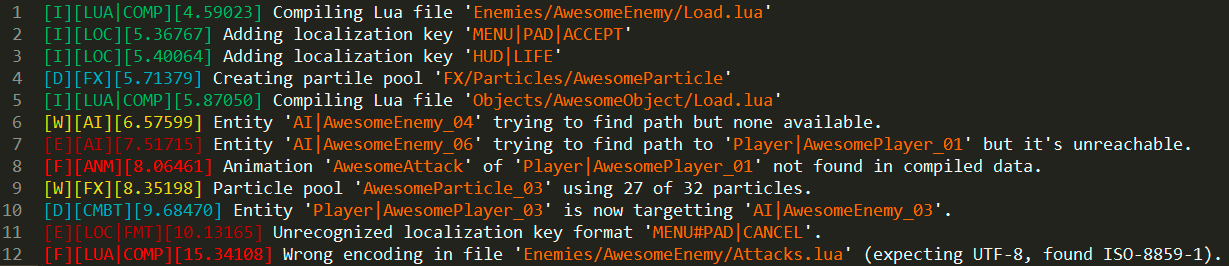 1 [I][LUA|COMP][4.59023] Compiling Lua file 'Enemies/AwesomeEnemy/Load.lua'
2 [I][LOC][5.36767] Adding localization key 'MENU|PAD|ACCEPT'
3 [I][LOC][5.40064] Adding localization key 'HUD|LIFE'
4 [D][FX][5.71379] Creating partile pool 'FX/Particles/AwesomeParticle'
5 [I][LUA|COMP][5.87050] Compiling Lua file 'Objects/AwesomeObject/Load.lua'
6 [W][AI][6.57599] Entity 'AI|AwesomeEnemy_04' trying to find path but none available.
7 [E][AI][7.51715] Entity 'AI|AwesomeEnemy_06' trying to find path to 'Player|AwesomePlayer_01' but it's unreachable.
8 [F][ANM][8.06461] Animation 'AwesomeAttack' of 'Player|AwesomePlayer_01' not found in compiled data.
9 [W][FX][8.35198] Particle pool 'AwesomeParticle_03' using 27 of 32 particles.
10 [D][CMBT][9.68470] Entity 'Player|AwesomePlayer_03' is now targetting 'AI|AwesomeEnemy_03'.
11 [E][LOC|FMT][10.13165] Unrecognized localization key format 'MENU#PAD|CANCEL'.
12 [F][LUA|COMP][15.34108] Wrong encoding in file 'Enemies/AwesomeEnemy/Attacks.lua' (expecting UTF-8, found ISO-8859-1).